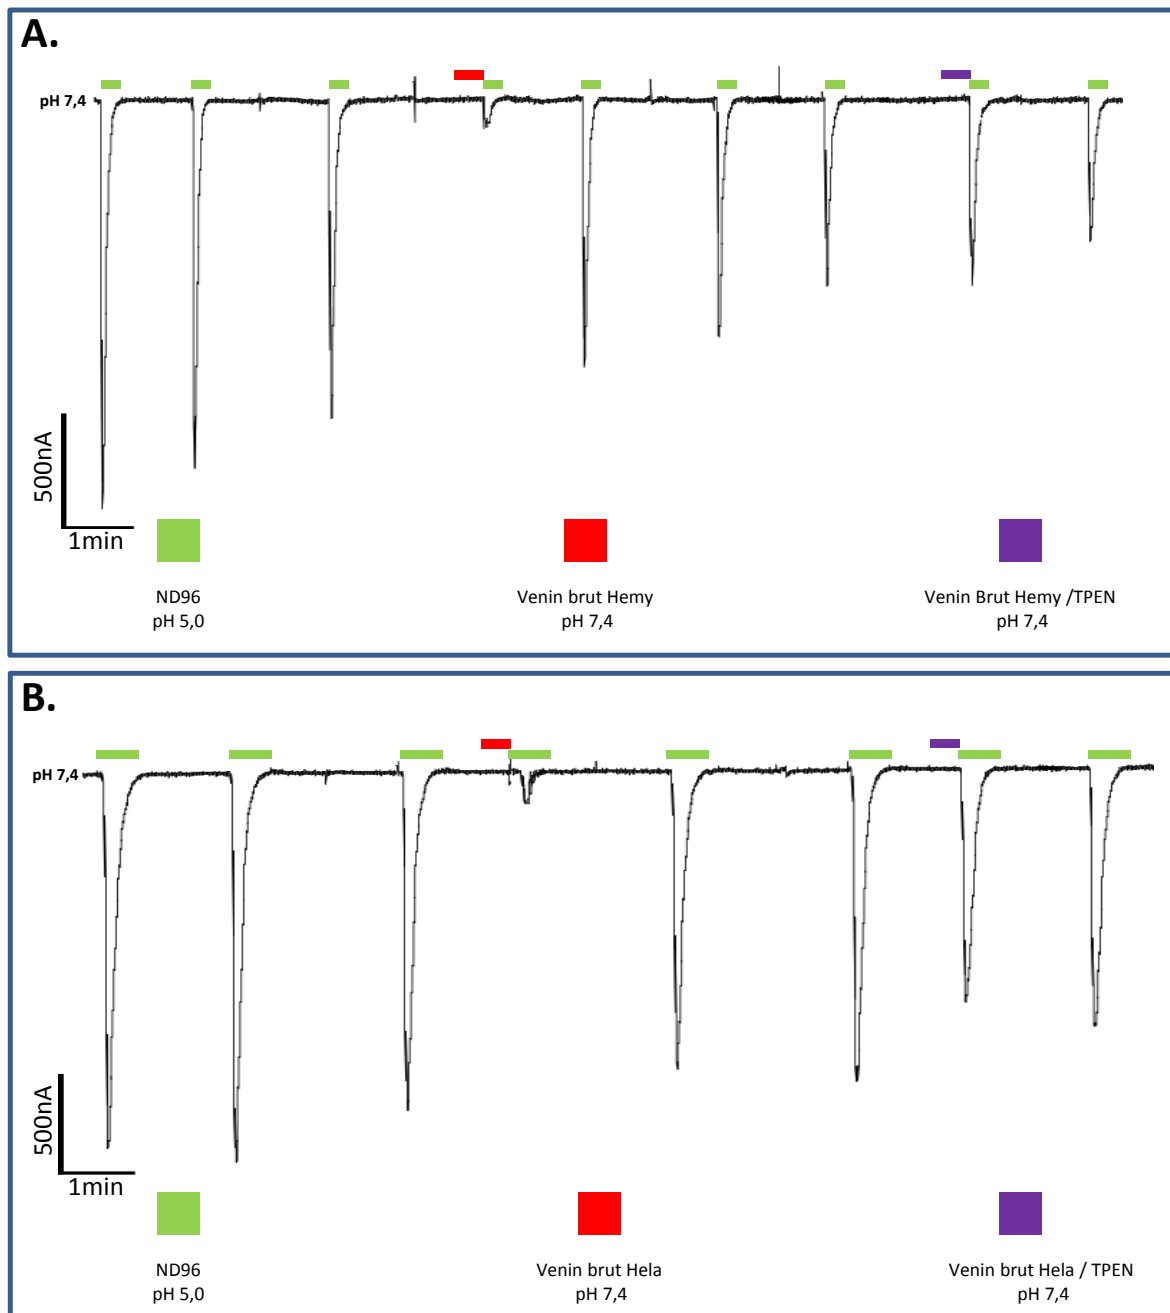 A.
pH 7,4
500nA
1min
ND96
pH 5,0
Venin brut Hemy
pH 7,4
Venin Brut Hemy /TPEN
pH 7,4
B.
pH 7,4
500nA
1min
ND96
pH 5,0
Venin brut Hela
pH 7,4
Venin brut Hela / TPEN
pH 7,4